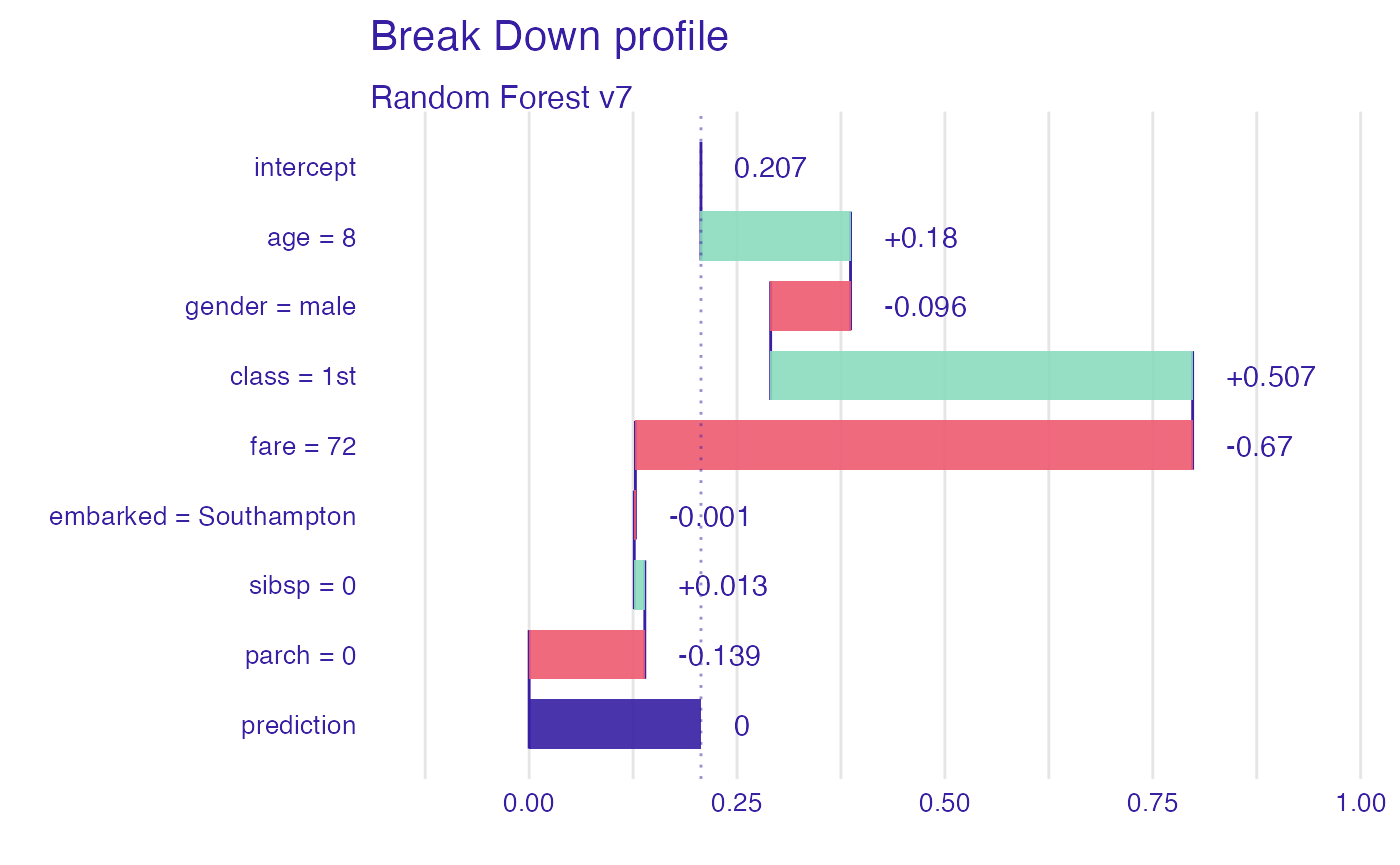 Break Down profile
Random Forest v7
intercept 0.207
age = 8 +0.18
gender = male -0.096
class = 1st +0.507
fare = 72 -0.67
embarked = Southampton -0.001
sibsp = 0 +0.013
parch = 0 -0.139
prediction 0
0.00 0.25 0.50 0.75 1.00